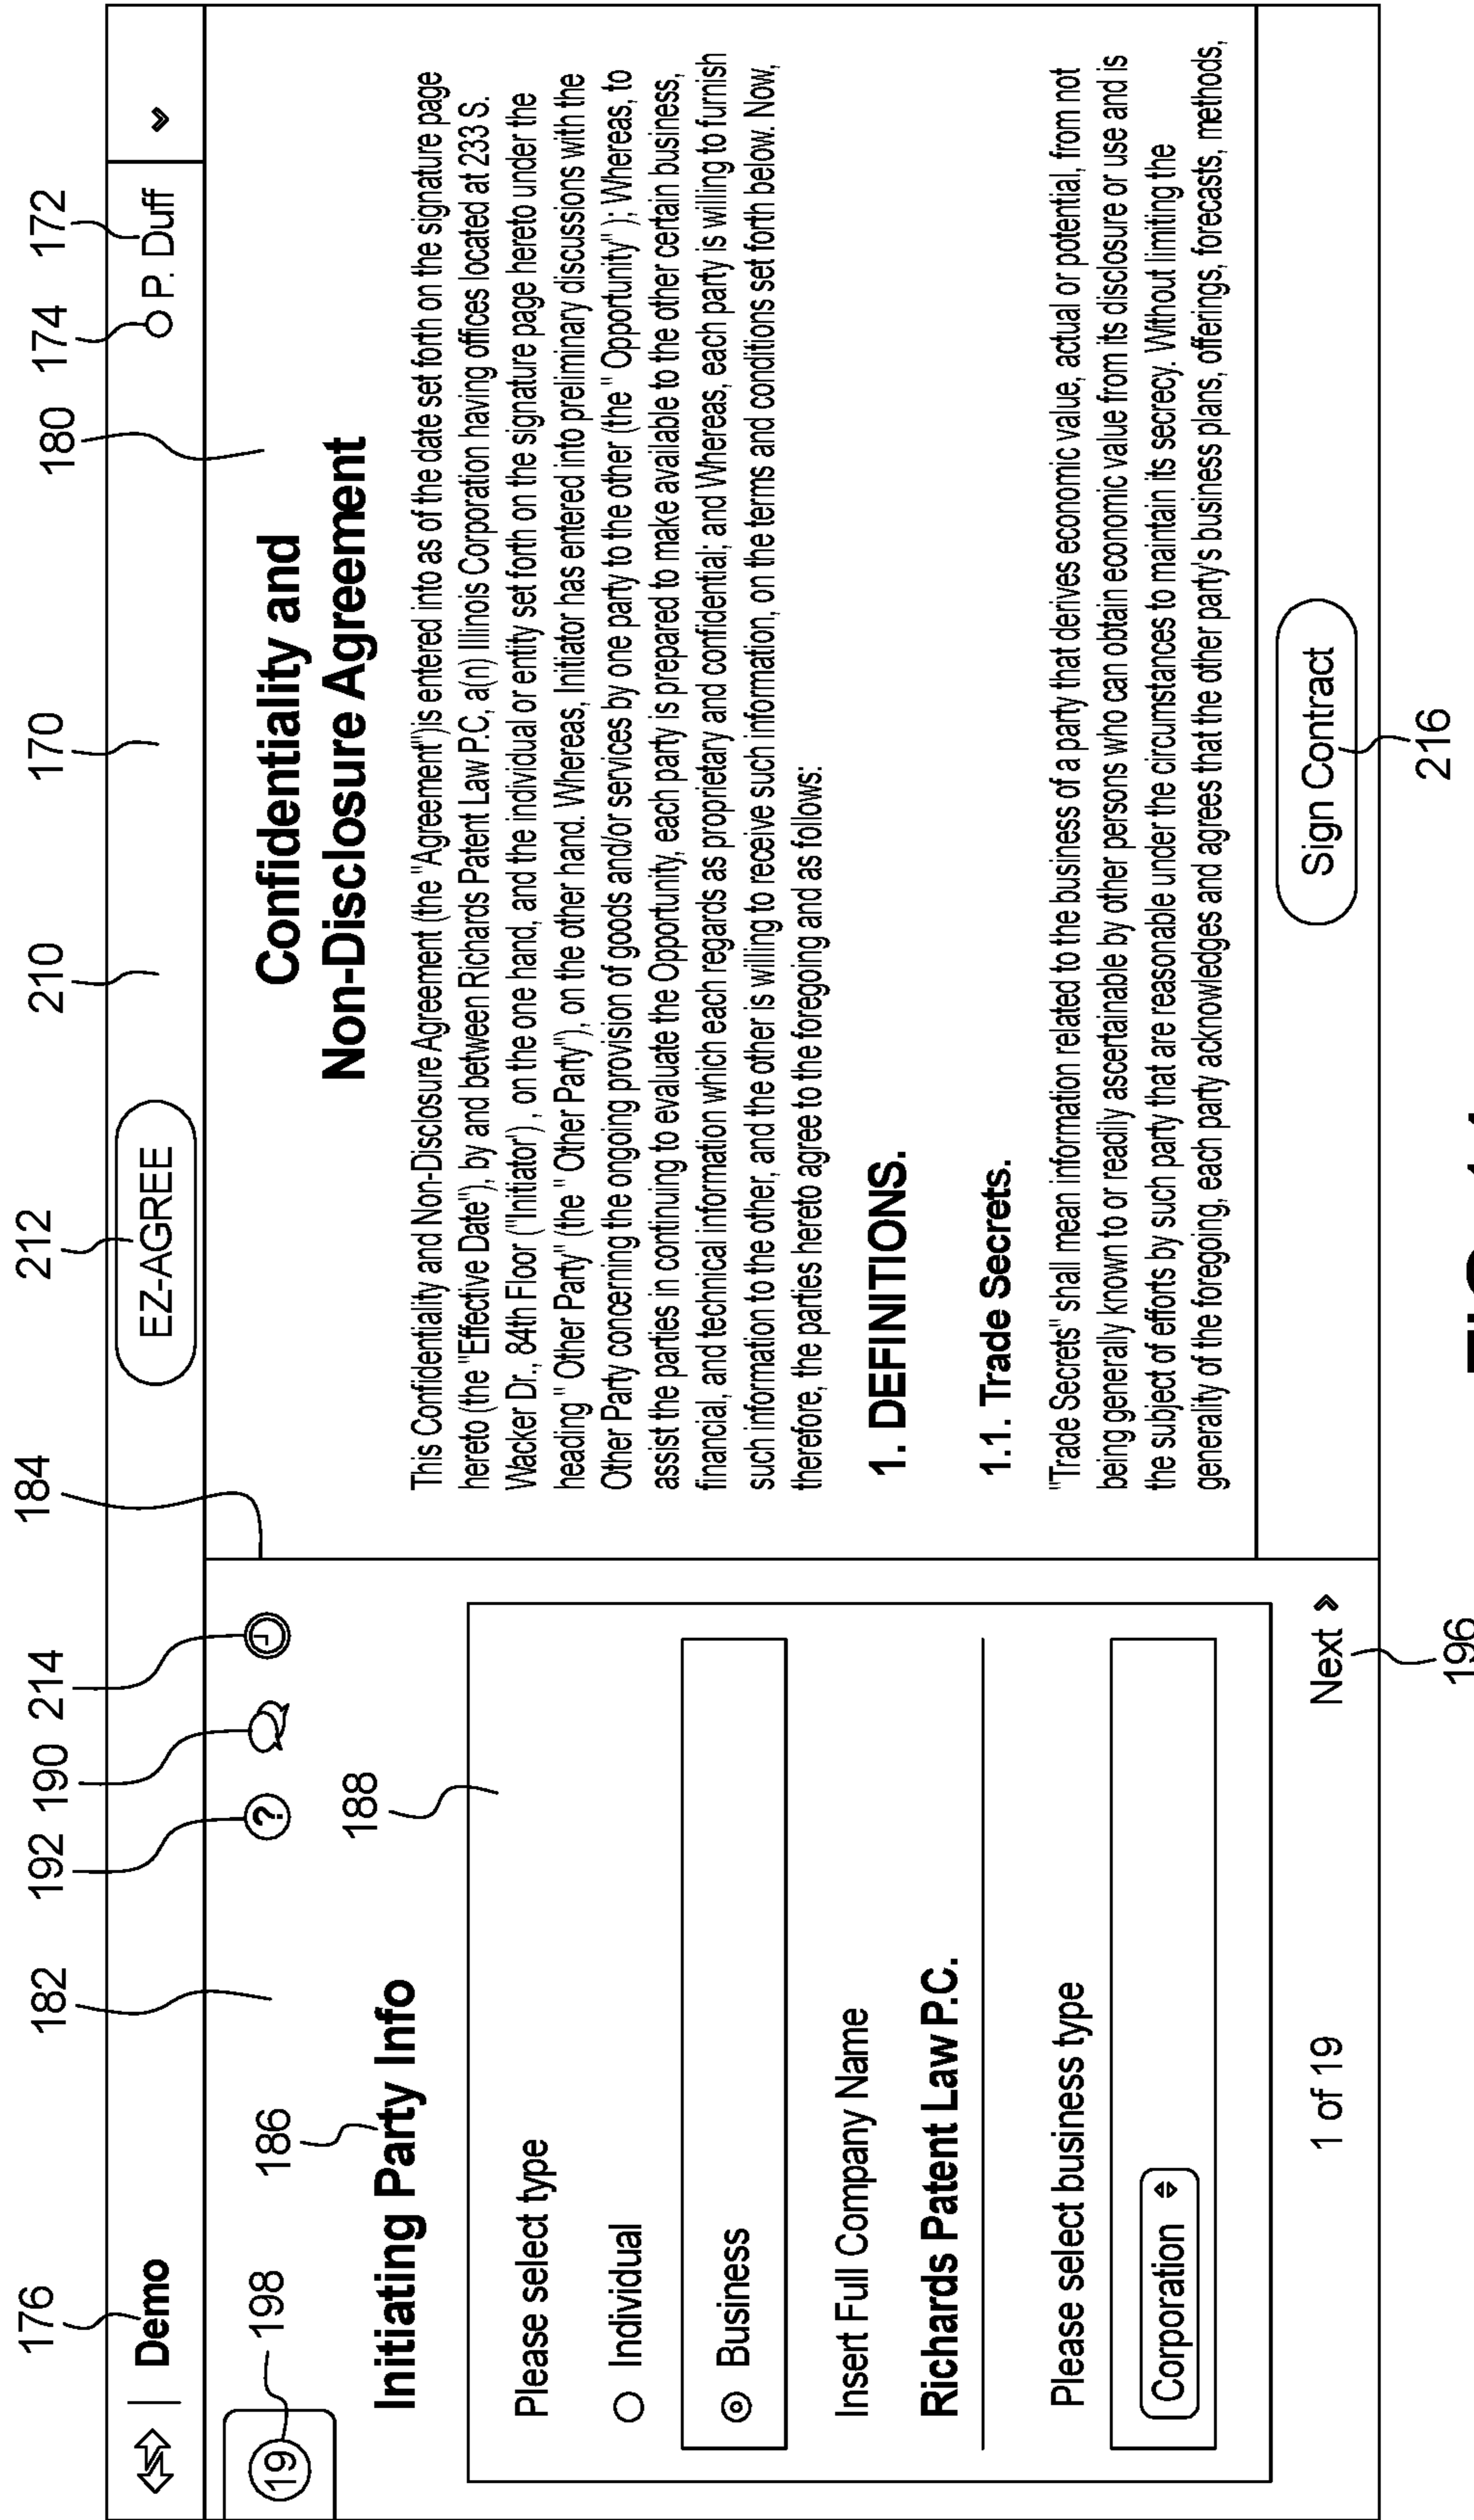 176
182
192
190
214
184
212
210
170
180
174
172
Demo
EZ-AGREE
P. Duff
19
198
186
188
Initiating Party Info
Please select type
Individual
Business
Insert Full Company Name
Richards Patent Law P.C.
Please select business type
Corporation
1 of 19
Next »
196
Confidentiality and
Non-Disclosure Agreement
This Confidentiality and Non-Disclosure Agreement (the "Agreement")is entered into as of the date set forth on the signature page
hereto (the "Effective Date"), by and between Richards Patent Law P.C, a(n) Illinois Corporation having offices located at 233 S.
Wacker Dr., 84th Floor ("Initiator") , on the one hand, and the individual or entity set forth on the signature page hereto under the
heading " Other Party" (the " Other Party"), on the other hand. Whereas, Initiator has entered into preliminary discussions with the
Other Party concerning the ongoing provision of goods and/or services by one party to the other (the " Opportunity" ); Whereas, to
assist the parties in continuing to evaluate the Opportunity, each party is prepared to make available to the other certain business,
financial, and technical information which each regards as proprietary and confidential; and Whereas, each party is willing to furnish
such information to the other, and the other is willing to receive such information, on the terms and conditions set forth below. Now,
therefore, the parties hereto agree to the foregoing and as follows:
1. DEFINITIONS.
1.1. Trade Secrets.
"Trade Secrets" shall mean information related to the business of a party that derives economic value, actual or potential, from not
being generally known to or readily ascertainable by other persons who can obtain economic value from its disclosure or use and is
the subject of efforts by such party that are reasonable under the circumstances to maintain its secrecy. Without limiting the
generality of the foregoing, each party acknowledges and agrees that the other party's business plans, offerings, forecasts, methods,
Sign Contract
216